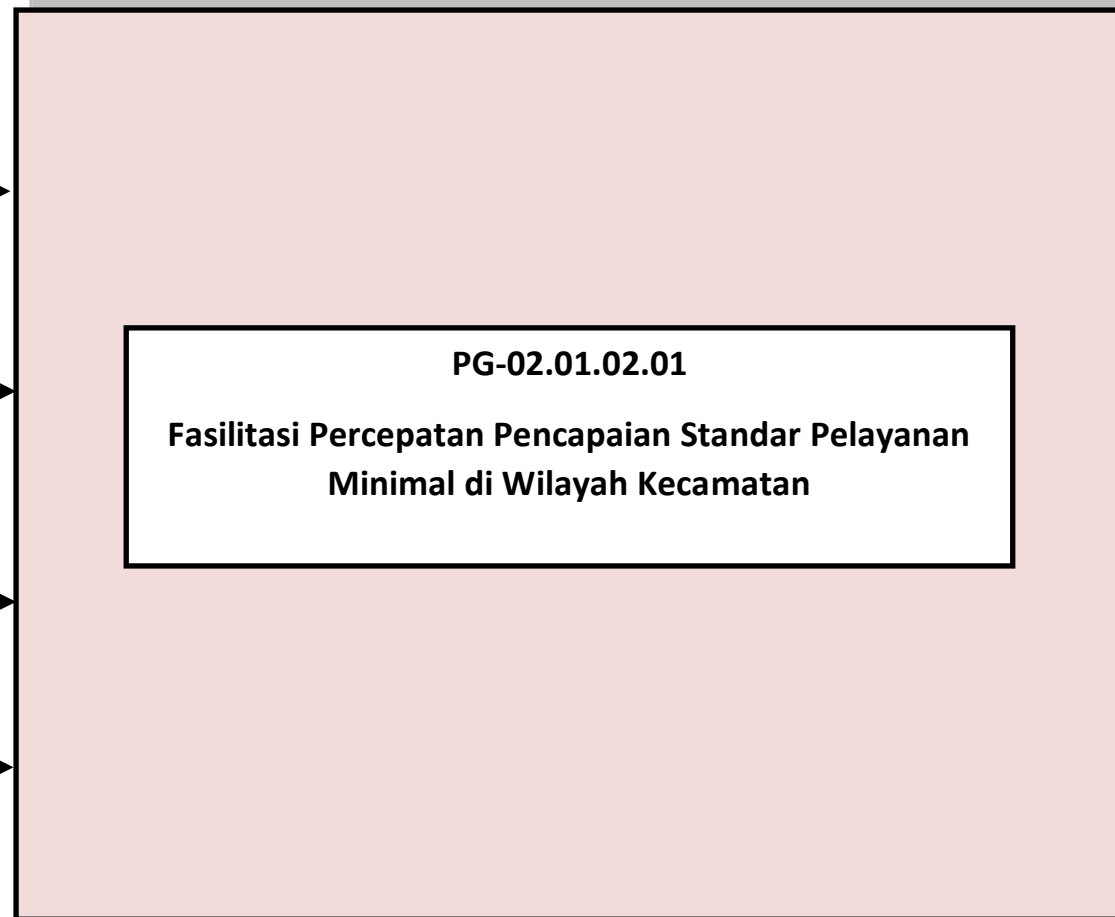 PG-02.01.02.01
Fasilitasi Percepatan Pencapaian Standar Pelayanan
Minimal di Wilayah Kecamatan